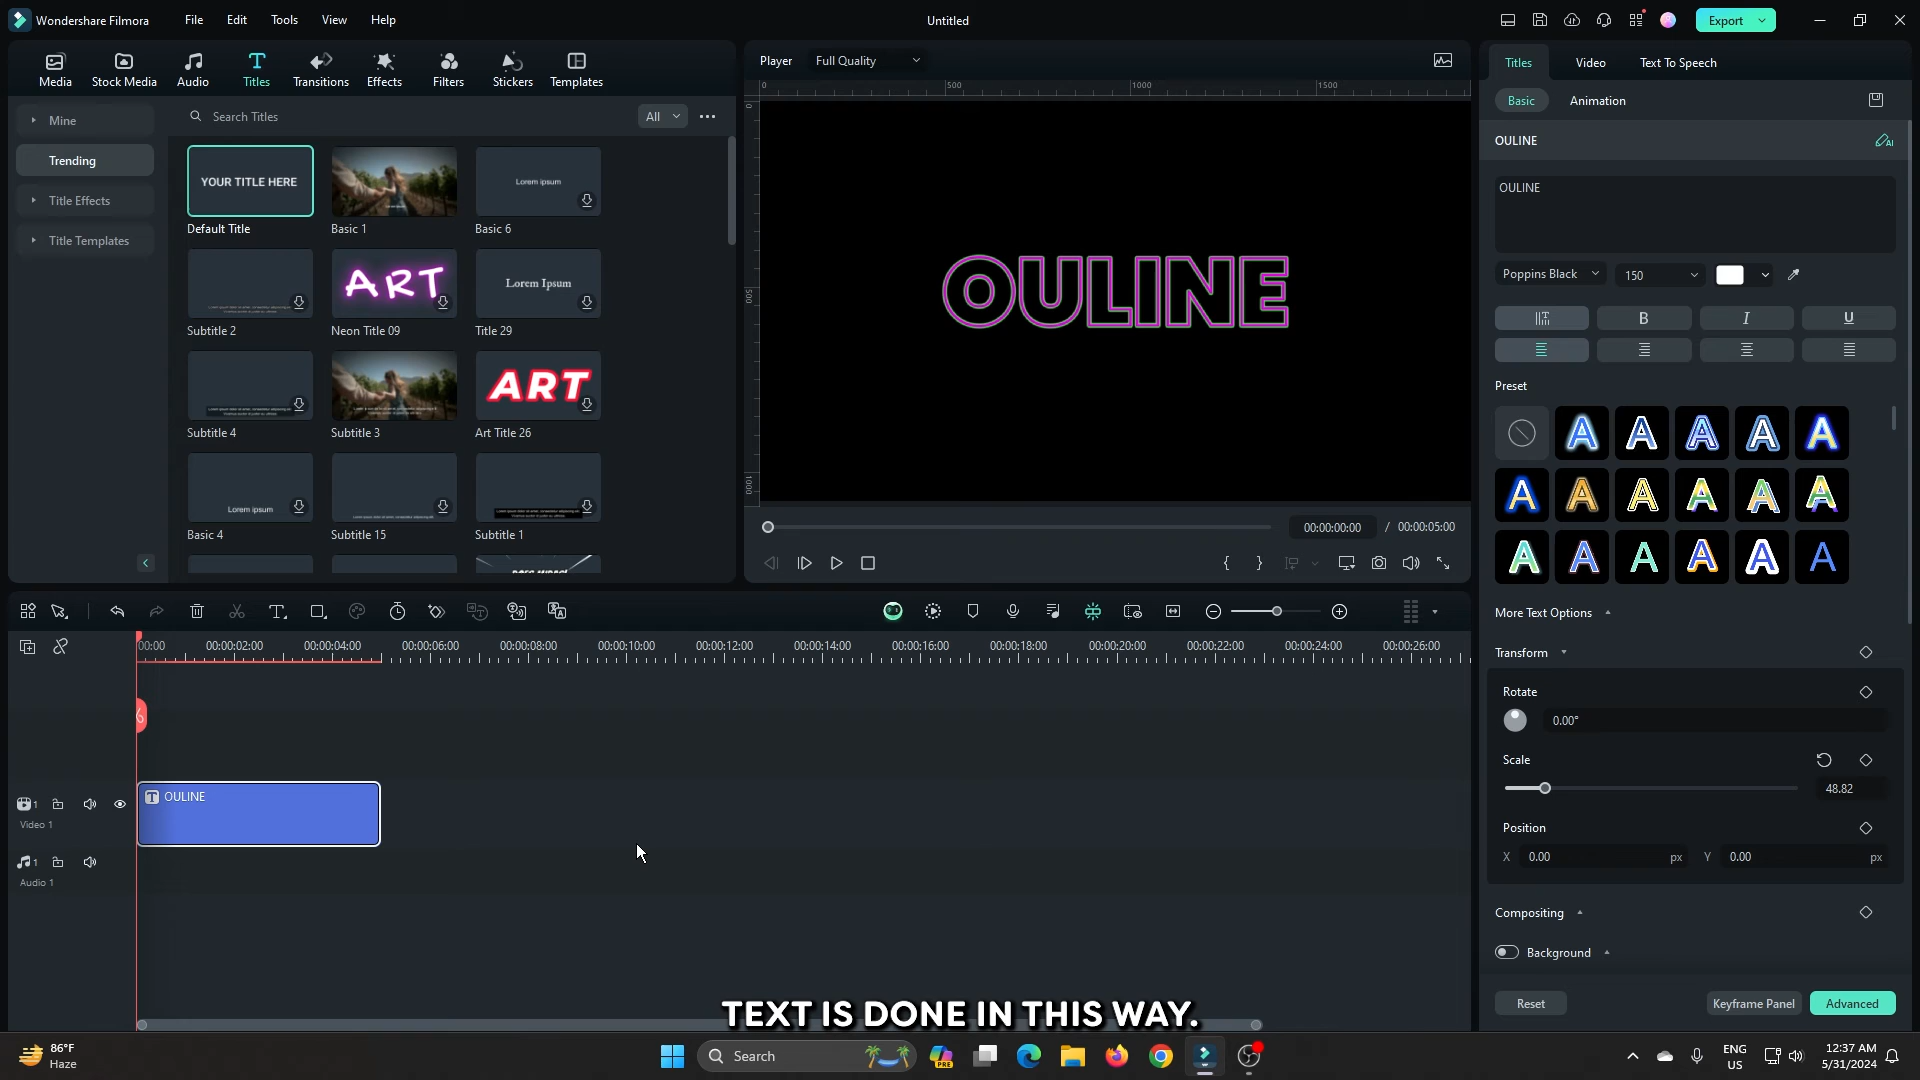 Wondershare Filmora
File
Edit
Tools
View
Help
Untitled
Export
Media
Stock Media
Audio
Titles
Transitions
Effects
Filters
Stickers
Templates
Player
Full Quality
Titles
Video
Text To Speech
Basic
Animation
Mine
Trending
Title Effects
Title Templates
Search Titles
All
YOUR TITLE HERE
Lorem ipsum
Default Title
Basic 1
Basic 6
ART
Lorem Ipsum
Subtitle 2
Neon Title 09
Title 29
ART
Subtitle 4
Subtitle 3
Art Title 26
Lorem ipsum
Basic 4
Subtitle 15
Subtitle 1
0
500
1000
1500
0
500
1000
OULINE
00:00:00:00 / 00:00:05:00
OULINE
OULINE
Poppins Black
150
B
I
U
Preset
A A A A A
A A A A A A
A A A A A A
More Text Options
Transform
Rotate
0.00°
Scale
48.82
Position
X 0.00 px Y 0.00 px
Compositing
Background
Reset
Keyframe Panel
Advanced
00:00
00:00:02:00
00:00:04:00
00:00:06:00
00:00:08:00
00:00:10:00
00:00:12:00
00:00:14:00
00:00:16:00
00:00:18:00
00:00:20:00
00:00:22:00
00:00:24:00
00:00:26:00
T OULINE
1
Video 1
1
Audio 1
TEXT IS DONE IN THIS WAY.
86°F
Haze
Search
PRE
ENG
US
12:37 AM
5/31/2024